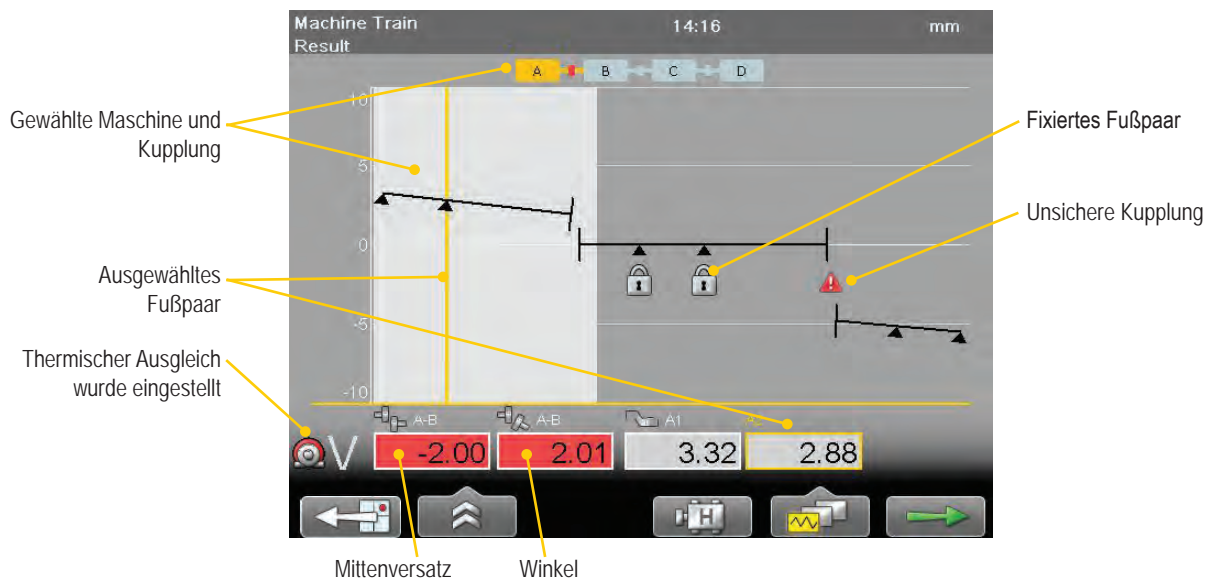 Machine Train
14:16
mm
Result
A
B
C
D
10
5
0
-5
-10
Gewählte Maschine und
Kupplung
Ausgewähltes
Fußpaar
Thermischer Ausgleich
wurde eingestellt
Fixiertes Fußpaar
Unsichere Kupplung
A-B
A-B
A1
V
-2.00
2.01
3.32
2.88
H
Mittenversatz
Winkel